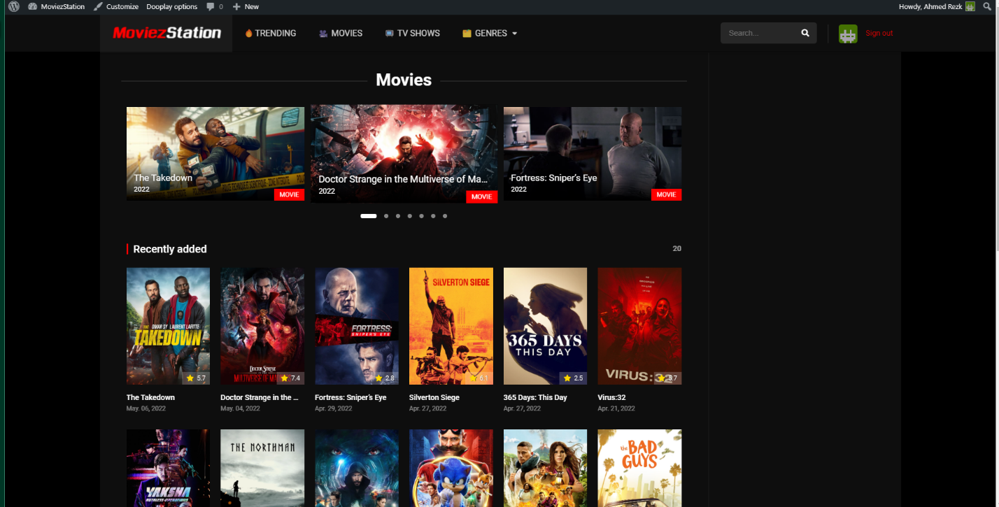 MoviezStation Customize Dooplay options 0 New Howdy, Ahmed Rezk
MoviezStation TRENDING MOVIES TV SHOWS GENRES Search... Sign out
Movies
The Takedown
2022
MOVIE
Doctor Strange in the Multiverse of Ma...
2022
MOVIE
Fortress: Sniper's Eye
2022
MOVIE
Recently added 20
THE OMAR SY LAURENT LAFITTE
TAKEDOWN
5.7
DOCTOR STRANGE
MULTIVERSE OF MA
7.4
FORTRESS:
SNIPER'S EYE
2.8
SILVERTON SIEGE
6.1
365 DAYS
THIS DAY
2.5
VIRUS:32
5.7
The Takedown
May. 06, 2022
Doctor Strange in the ...
May. 04, 2022
Fortress: Sniper's Eye
Apr. 29, 2022
Silverton Siege
Apr. 27, 2022
365 Days: This Day
Apr. 27, 2022
Virus:32
Apr. 21, 2022
YAKSHA
RUTHLESS OPERATIONS
THE NORTHMAN
the BAD
GUYS